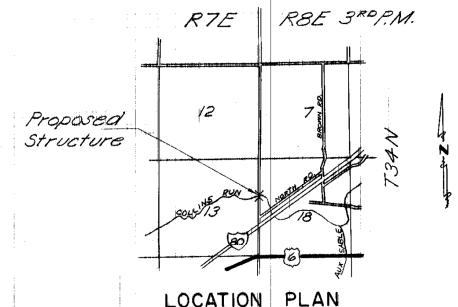 R7E R8E 3RD P.M.
Proposed
Structure
12
7
BROWN RD.
T34N
N
COLLINS RUN
13
NORTH RD.
18
80
6
AUX SABLE
LOCATION PLAN